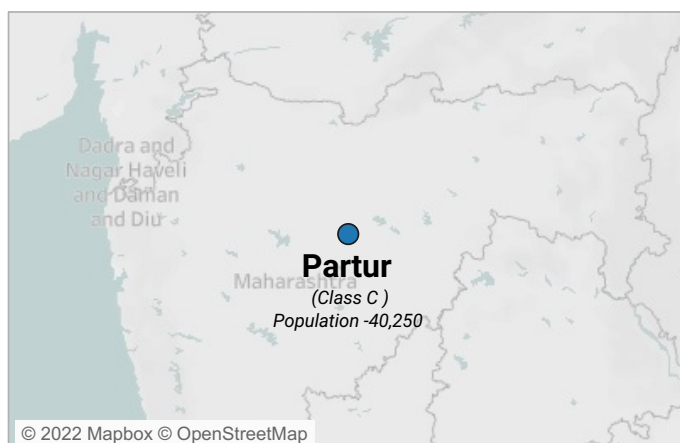 Dadra and
Nagar Haveli
and Daman
and Diu
Partur
Maharashtra
(Class C )
Population -40,250
© 2022 Mapbox © OpenStreetMap